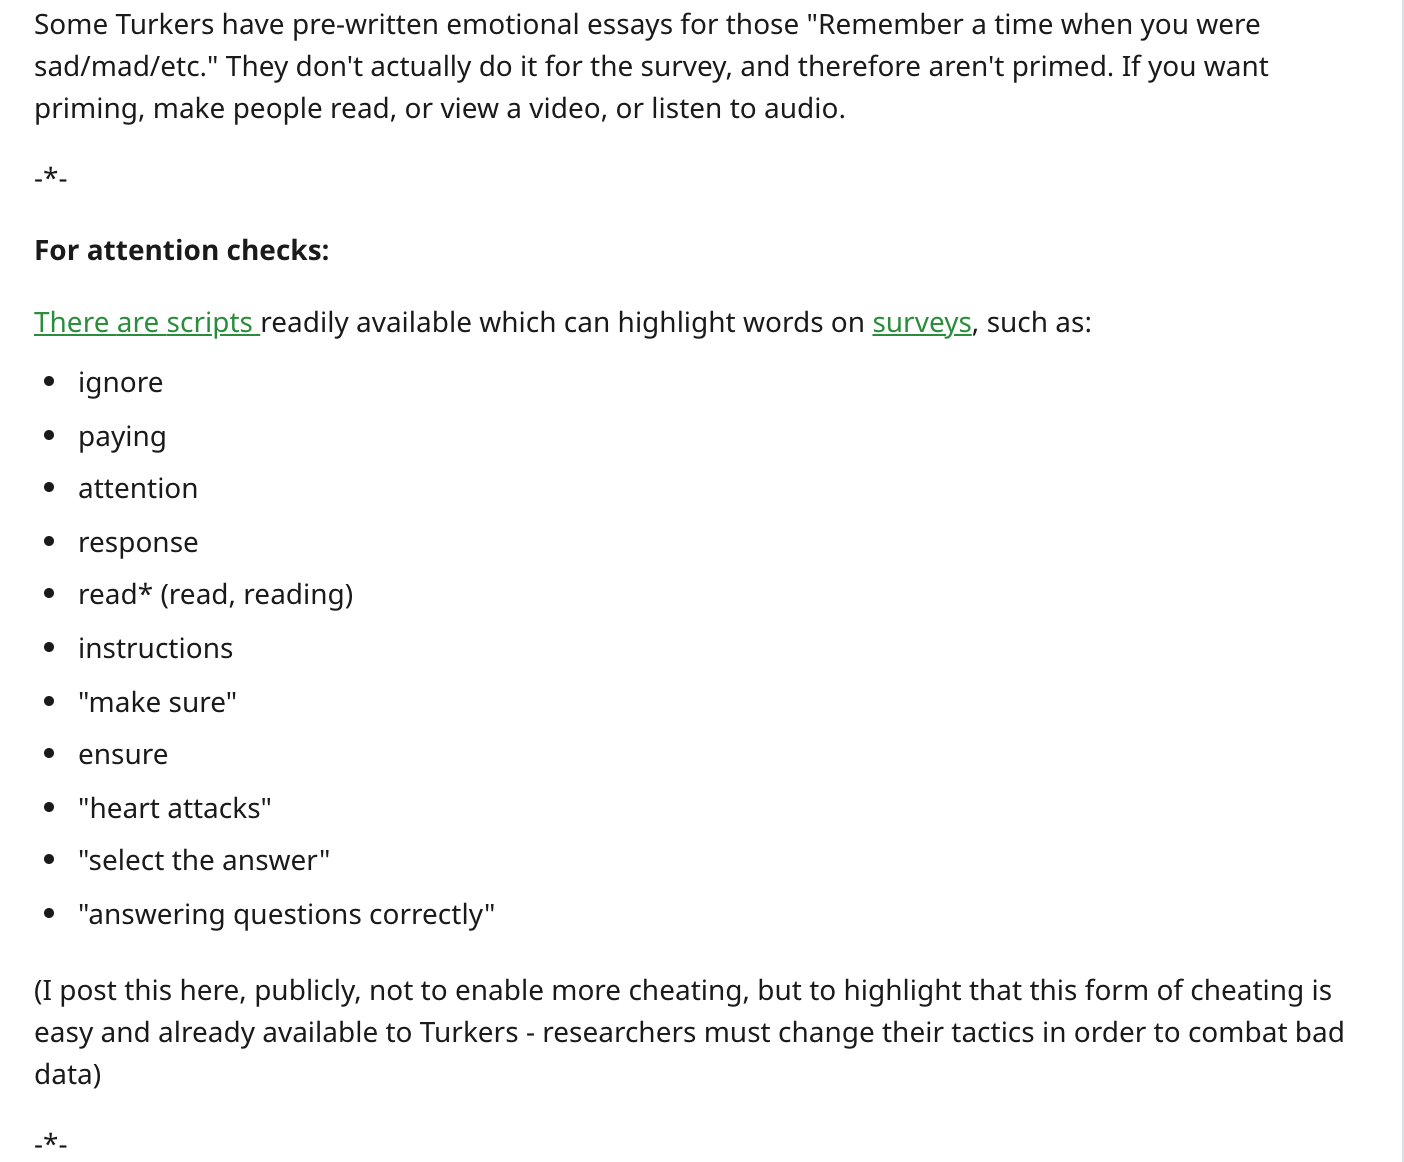 Some Turkers have pre-written emotional essays for those "Remember a time when you were
sad/mad/etc." They don't actually do it for the survey, and therefore aren't primed. If you want
priming, make people read, or view a video, or listen to audio.
-*-
For attention checks:
There are scripts readily available which can highlight words on surveys, such as:
• ignore
• paying
• attention
• response
• read* (read, reading)
• instructions
• "make sure"
• ensure
• "heart attacks"
• "select the answer"
• "answering questions correctly"
(I post this here, publicly, not to enable more cheating, but to highlight that this form of cheating is
easy and already available to Turkers - researchers must change their tactics in order to combat bad
data)
-*-